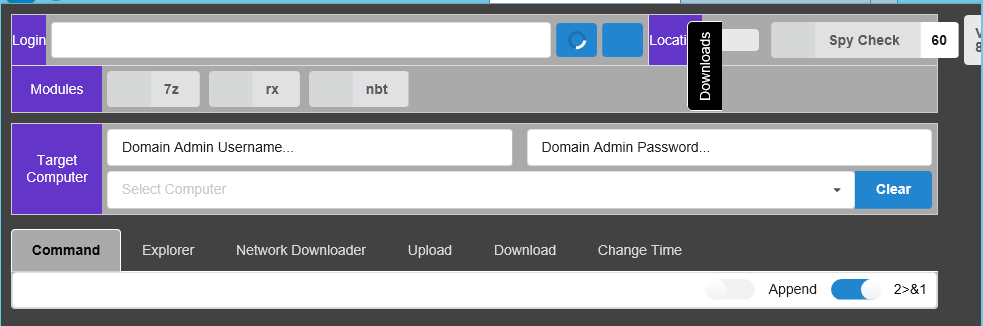 Login
Locati
Downloads
Spy Check 60
Modules 7z rx nbt
Target
Computer
Domain Admin Username... Domain Admin Password...
Select Computer Clear
Command Explorer Network Downloader Upload Download Change Time
Append 2>&1